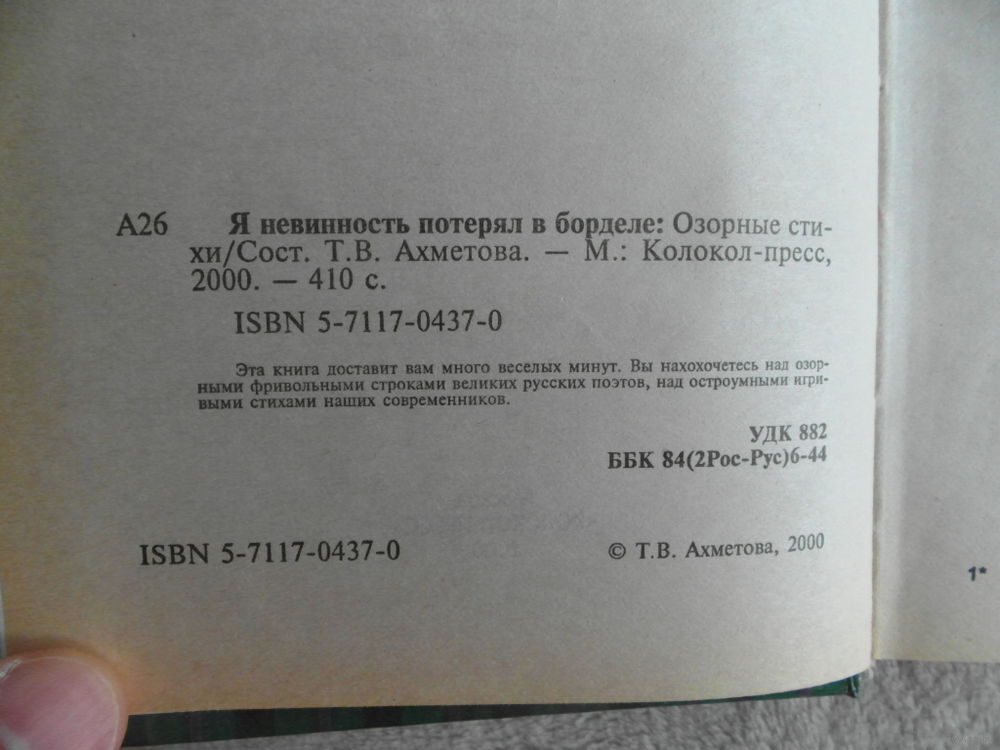 А26 Я невинность потерял в борделе: Озорные сти-
хи/Сост. Т.В. Ахметова. — М.: Колокол-пресс,
2000. — 410 с.
ISBN 5-7117-0437-0
Эта книга доставит вам много веселых минут. Вы нахохочетесь над озор-
ными фривольными строками великих русских поэтов, над остроумными игри-
выми стихами наших современников.
УДК 882
ББК 84(2Рос-Рус)6-44
ISBN 5-7117-0437-0 © Т.В. Ахметова, 2000
1*